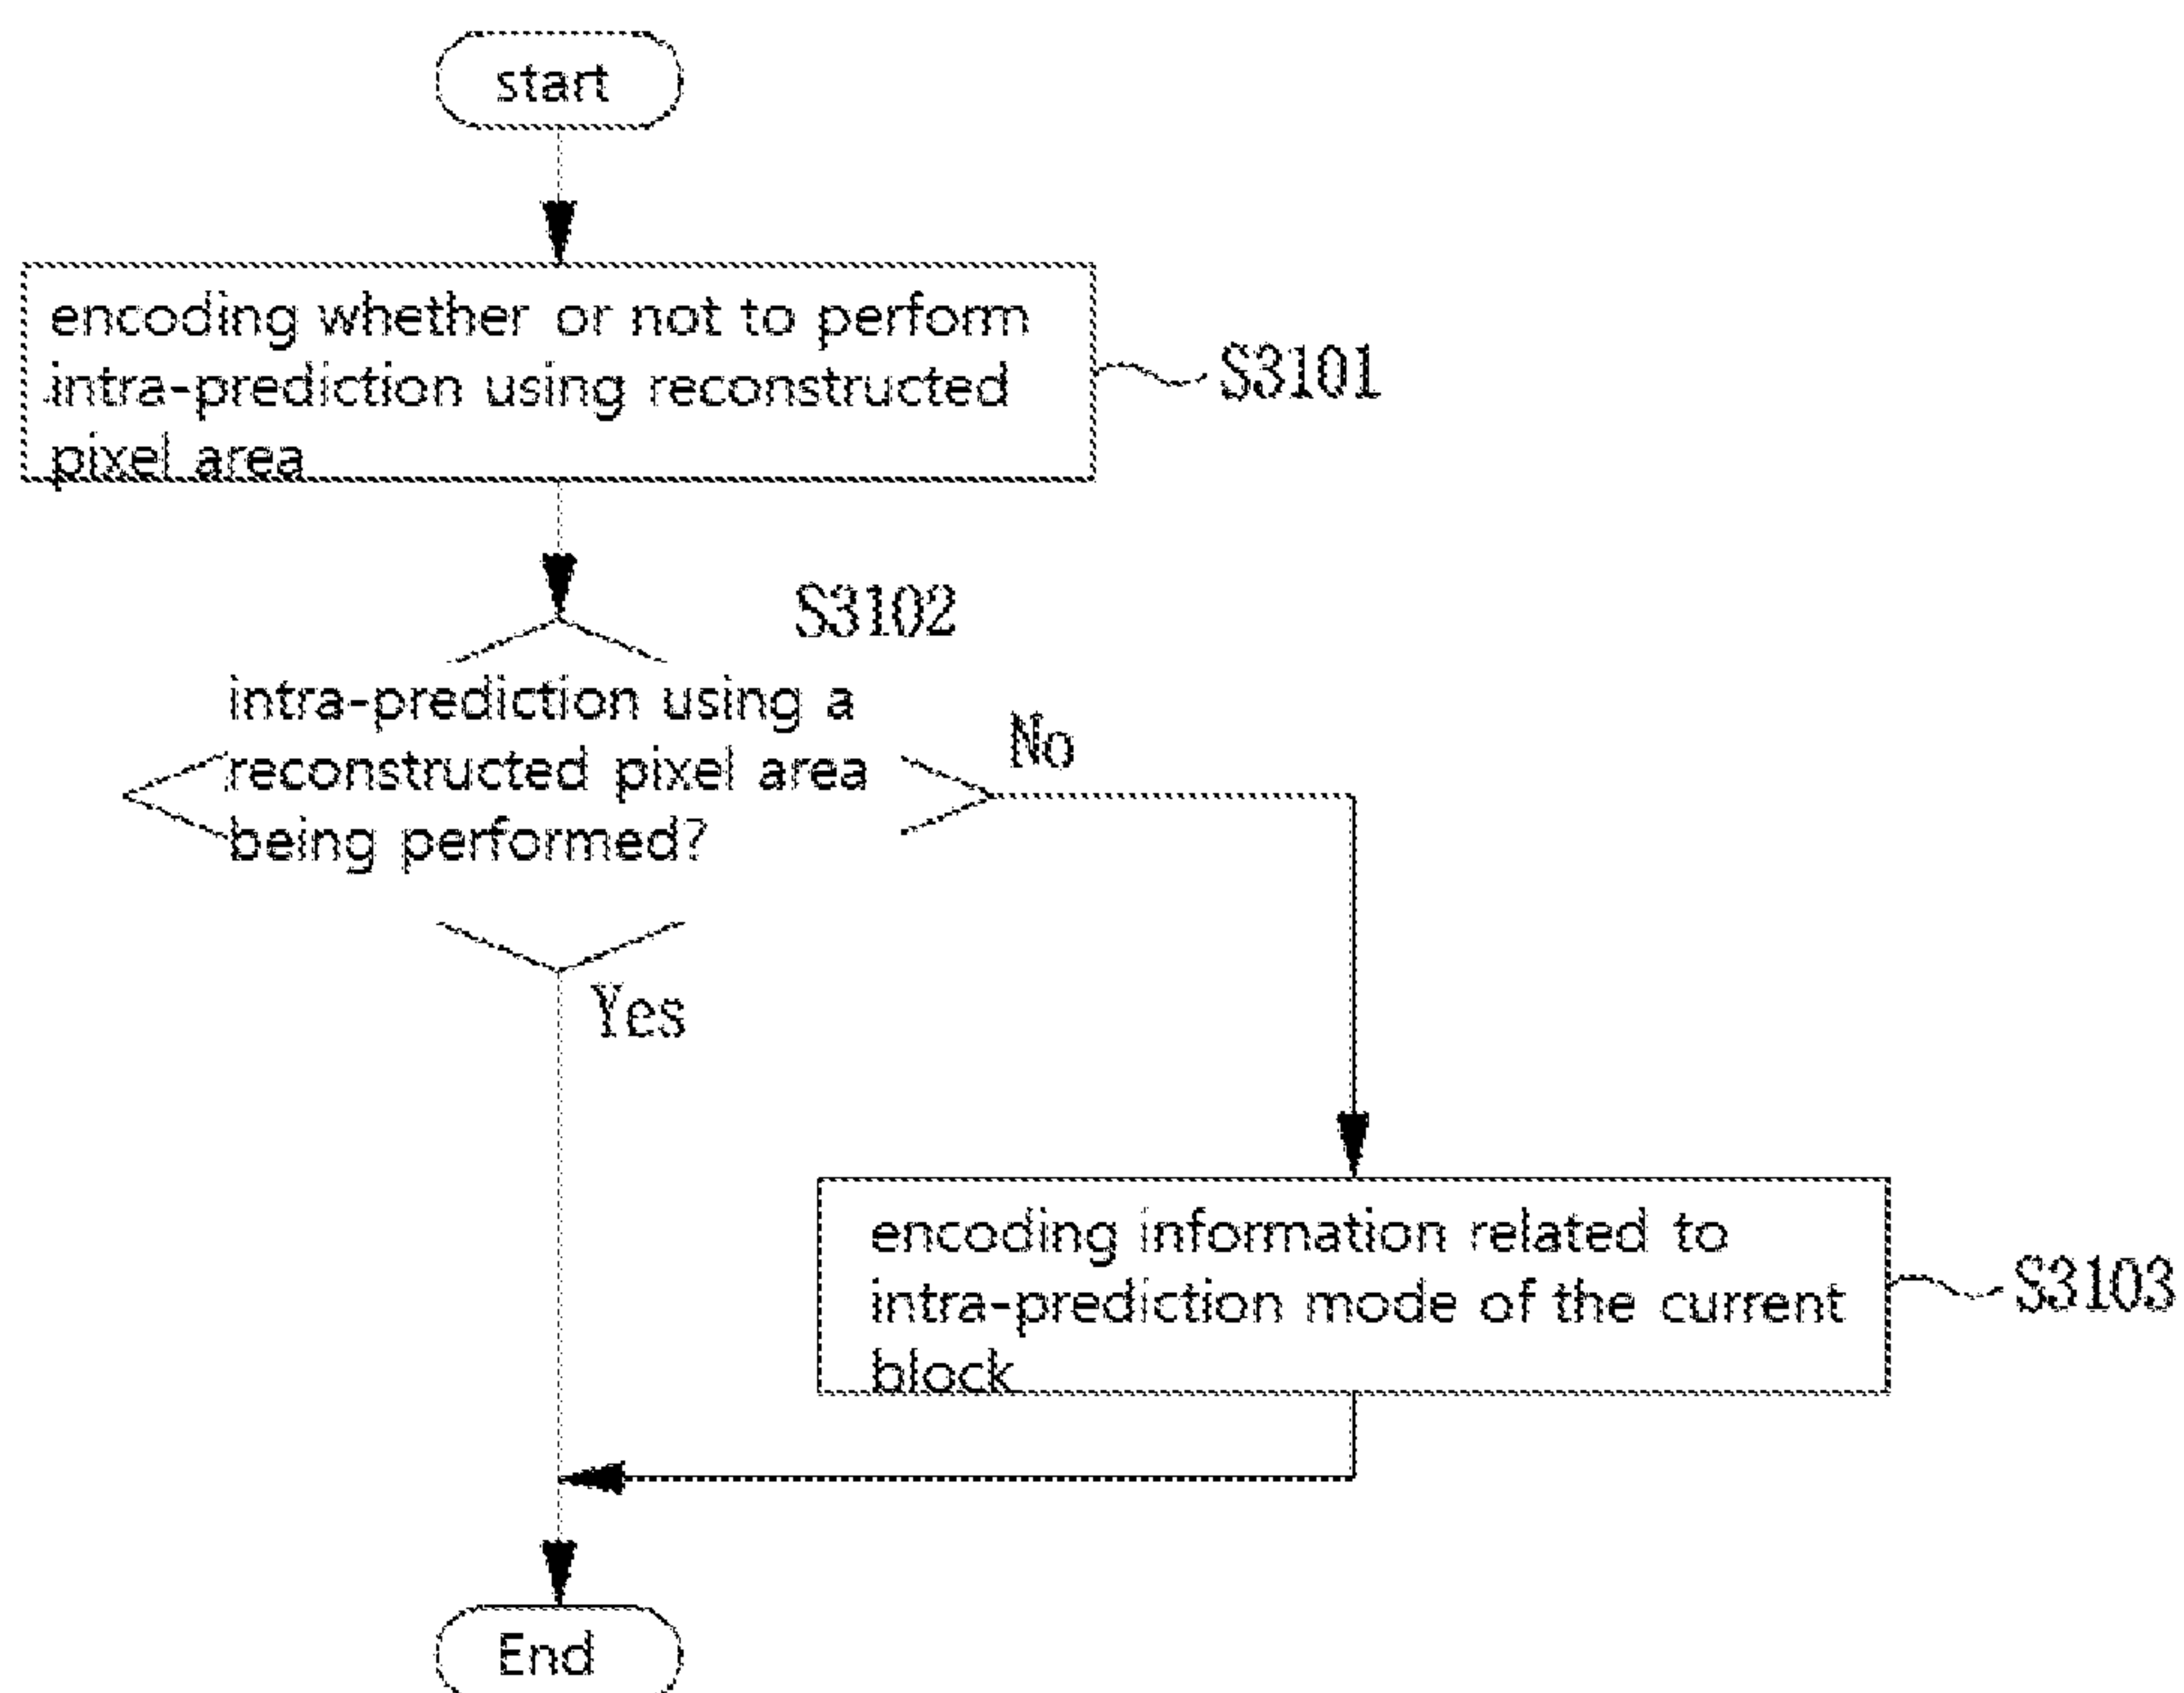 start
encoding whether or not to perform
intra-prediction using reconstructed
pixel area
S3101
S3102
intra-prediction using a
reconstructed pixel area
being performed?
No
Yes
encoding information related to
intra-prediction mode of the current
block
S3103
End